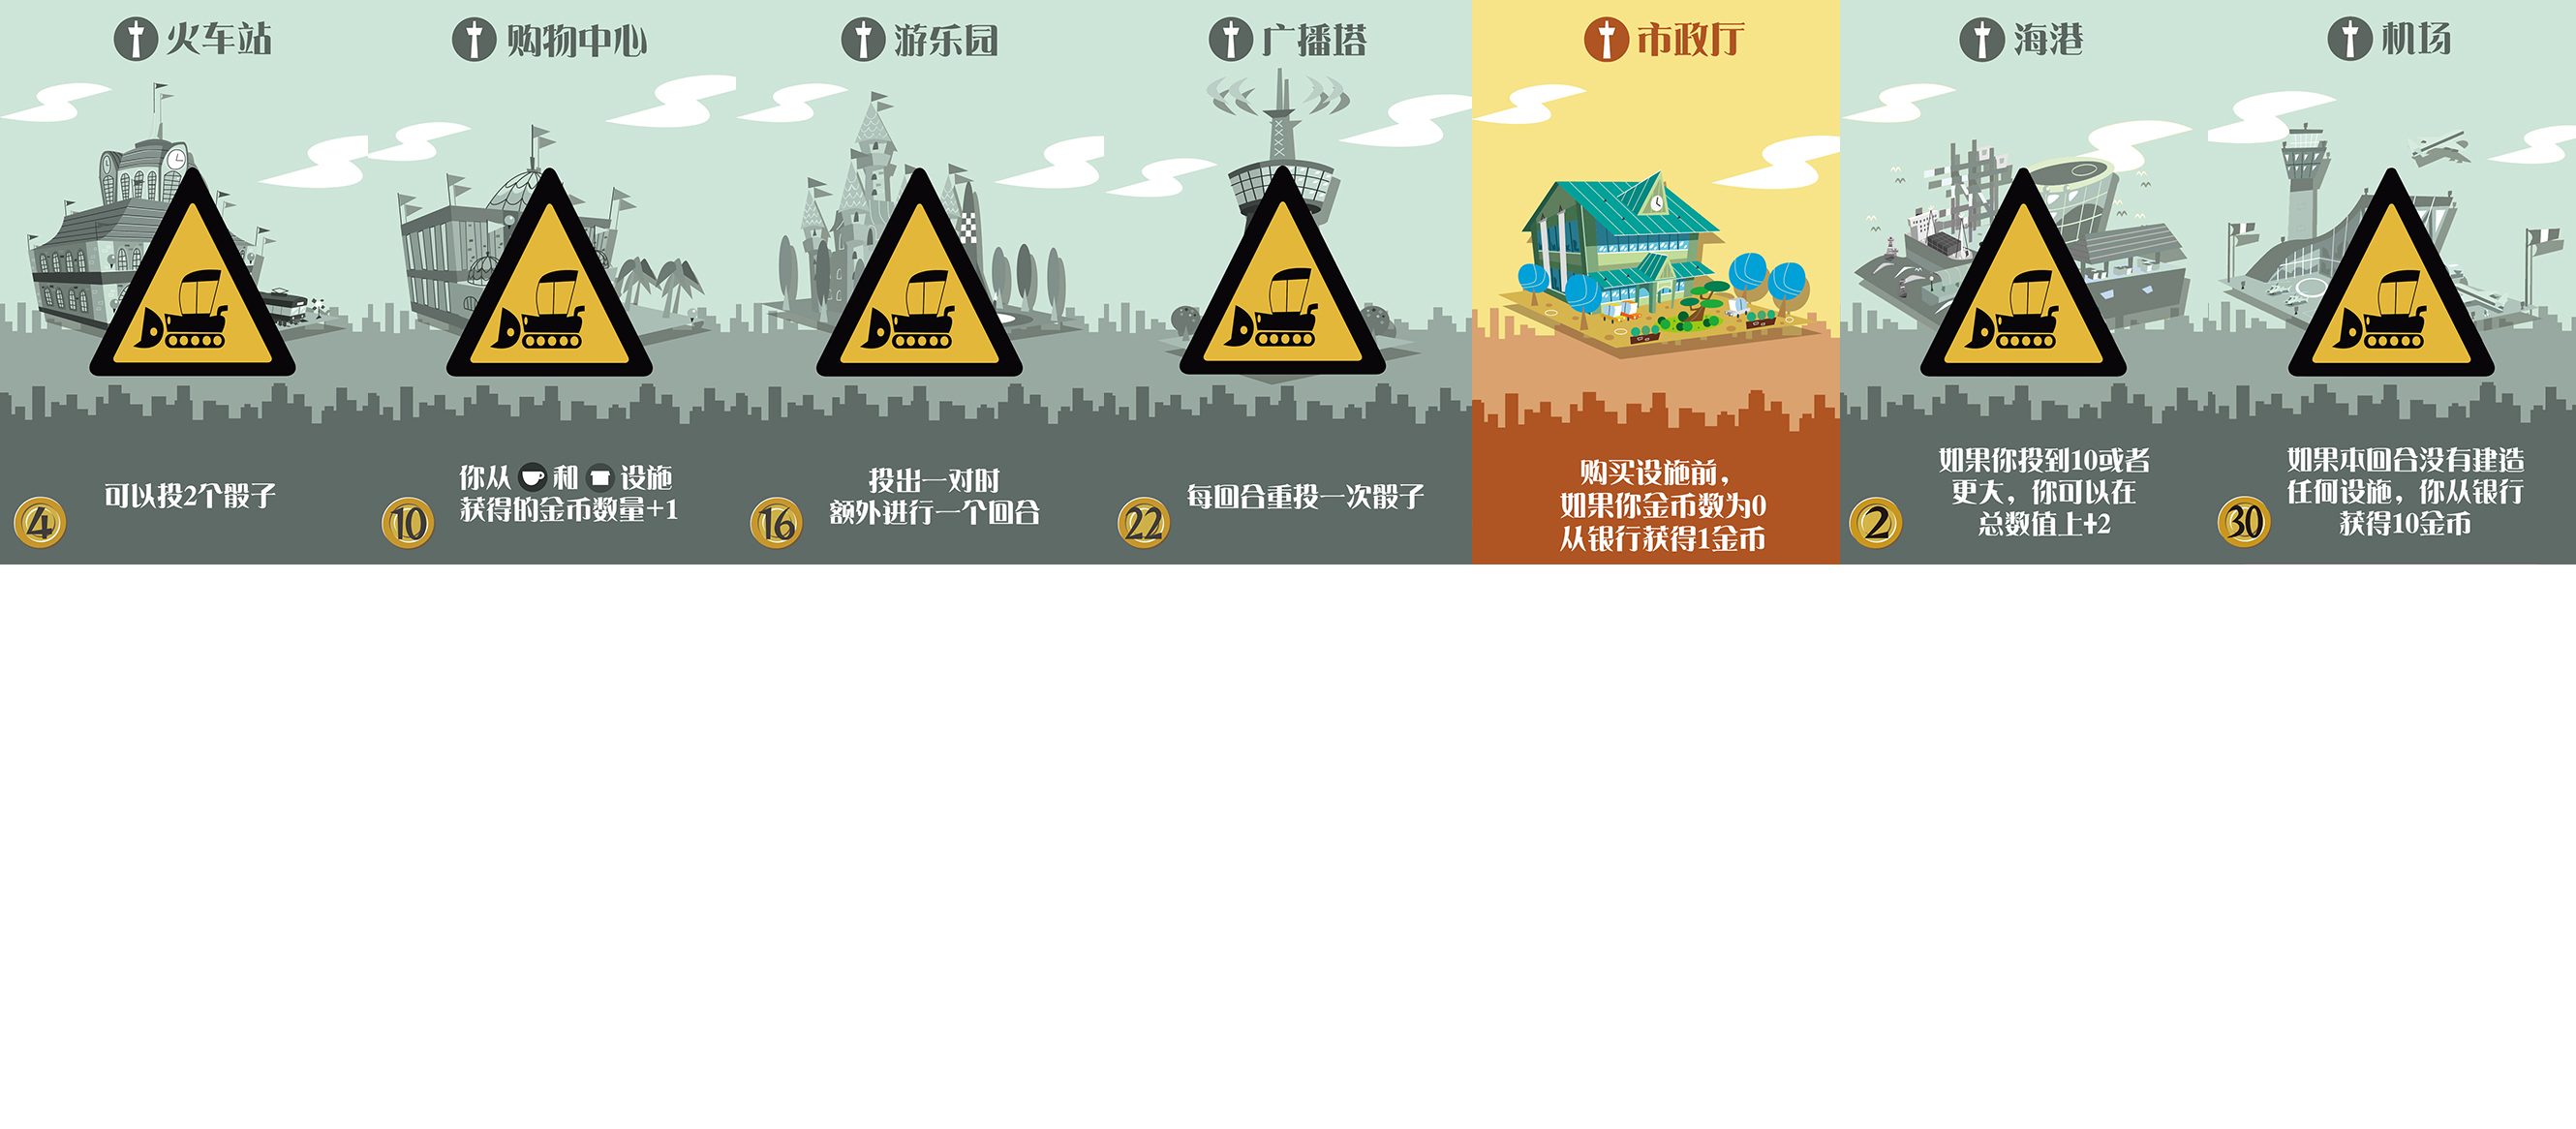 火车站
可以投2个骰子
4
购物中心
你从 和 设施
获得的金币数量+1
10
游乐园
投出一对时
额外进行一个回合
16
广播塔
每回合重投一次骰子
22
市政厅
购买设施前，
如果你金币数为0
从银行获得1金币
海港
如果你投到10或者
更大，你可以在
总数值上+2
2
机场
如果本回合没有建造
任何设施，你从银行
获得10金币
30